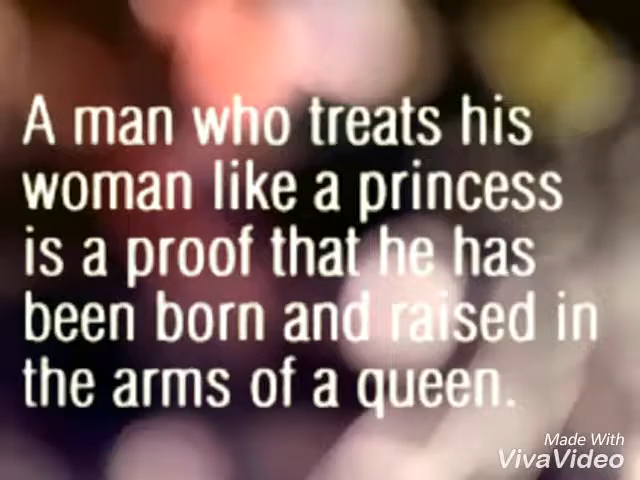 A man who treats his
woman like a princess
is a proof that he has
been born and raised in
the arms of a queen.
Made With
VivaVideo